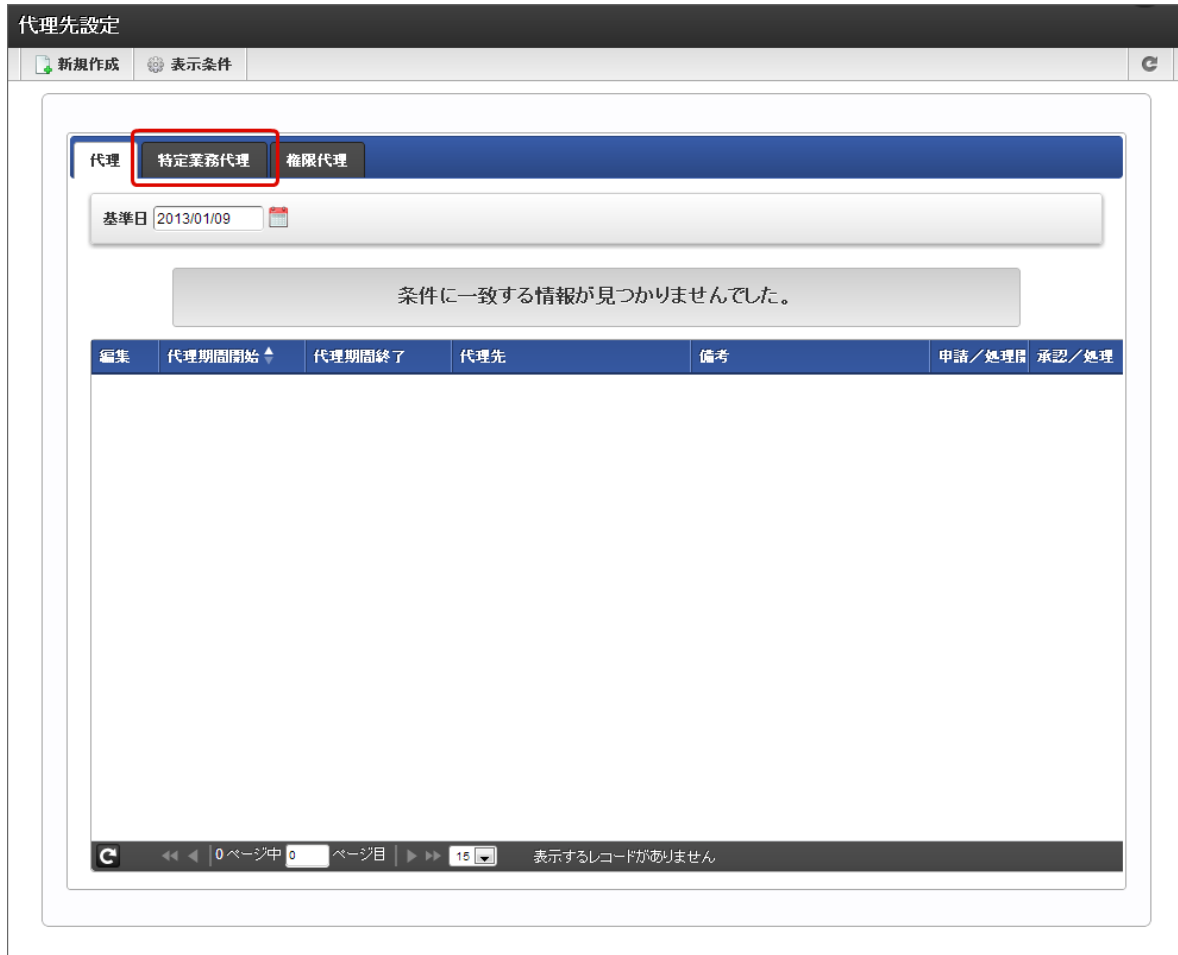 代理先設定
新規作成 表示条件
代理 特定業務代理 権限代理
基準日 2013/01/09
条件に一致する情報が見つかりませんでした。
編集 代理期間開始 代理期間終了 代理先 備考 申請／処理開 承認／処理
0 ページ中 0 ページ目 15 表示するレコードがありません